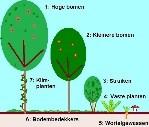 1: Hoge bomen
2: Kleinere bomen
7: Klim-
planten
3: Struiken
4: Vaste planten
6: Bodembedekkers
5: Wortelgewassen